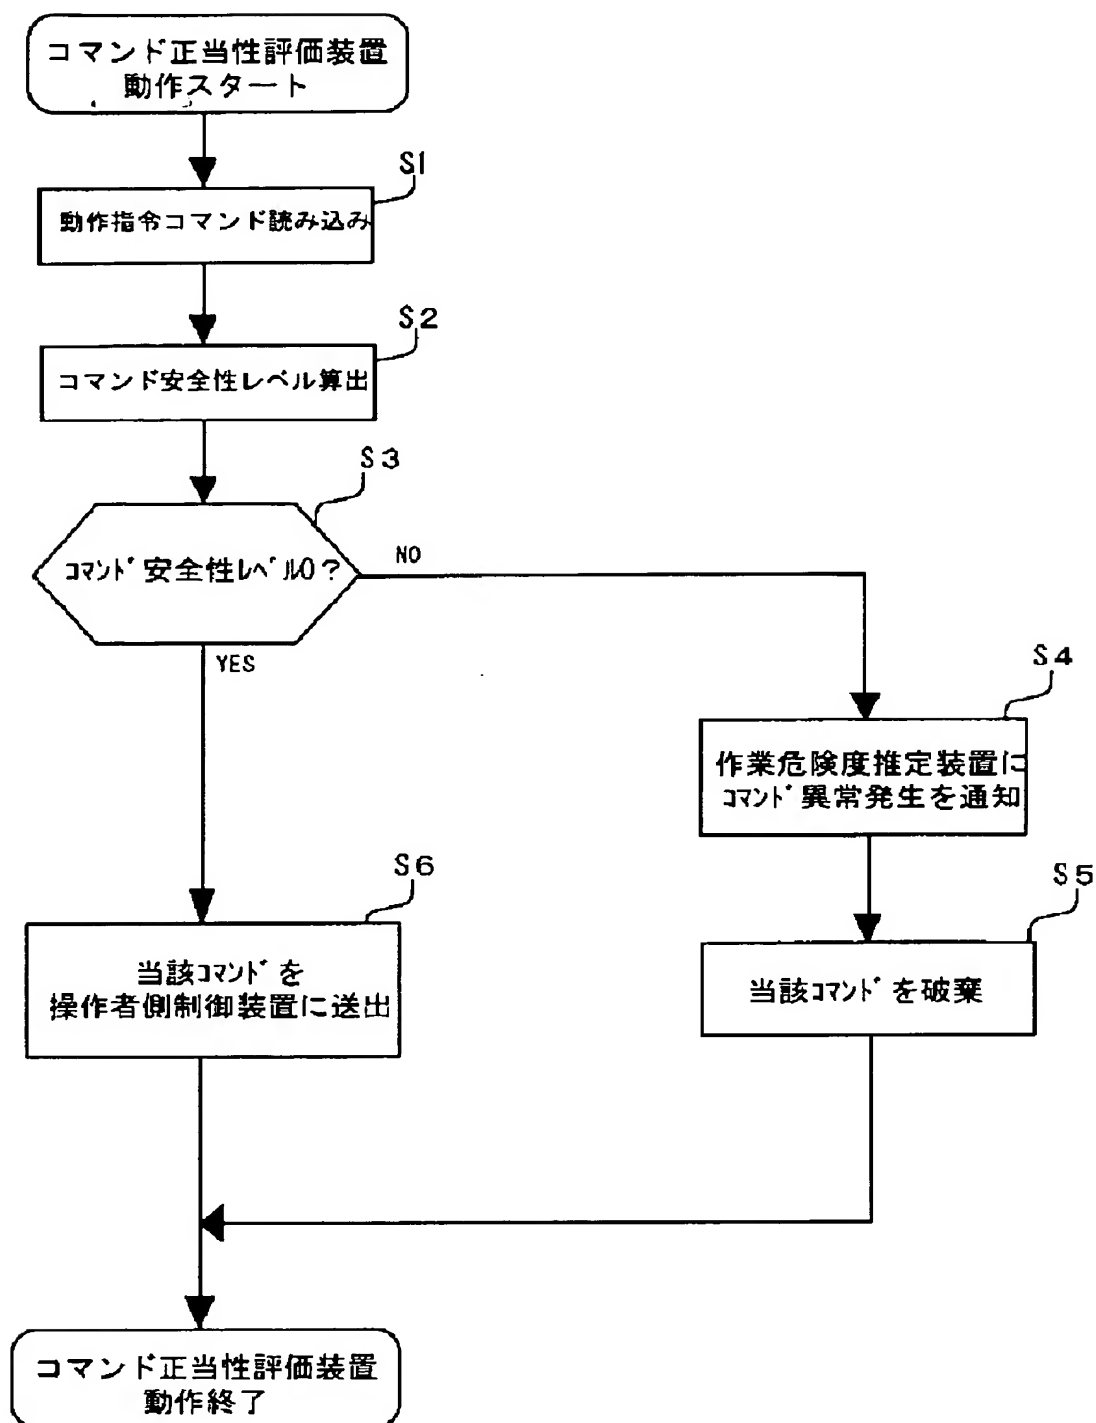 コマンド正当性評価装置
動作スタート
S1
動作指令コマンド読み込み
S2
コマンド安全性レベル算出
S3
ｺﾏﾝﾄﾞ安全性ﾚﾍﾞﾙ0？
NO
YES
S4
作業危険度推定装置に
ｺﾏﾝﾄﾞ異常発生を通知
S6
S5
当該ｺﾏﾝﾄﾞを
操作者側制御装置に送出
当該ｺﾏﾝﾄﾞを破棄
コマンド正当性評価装置
動作終了